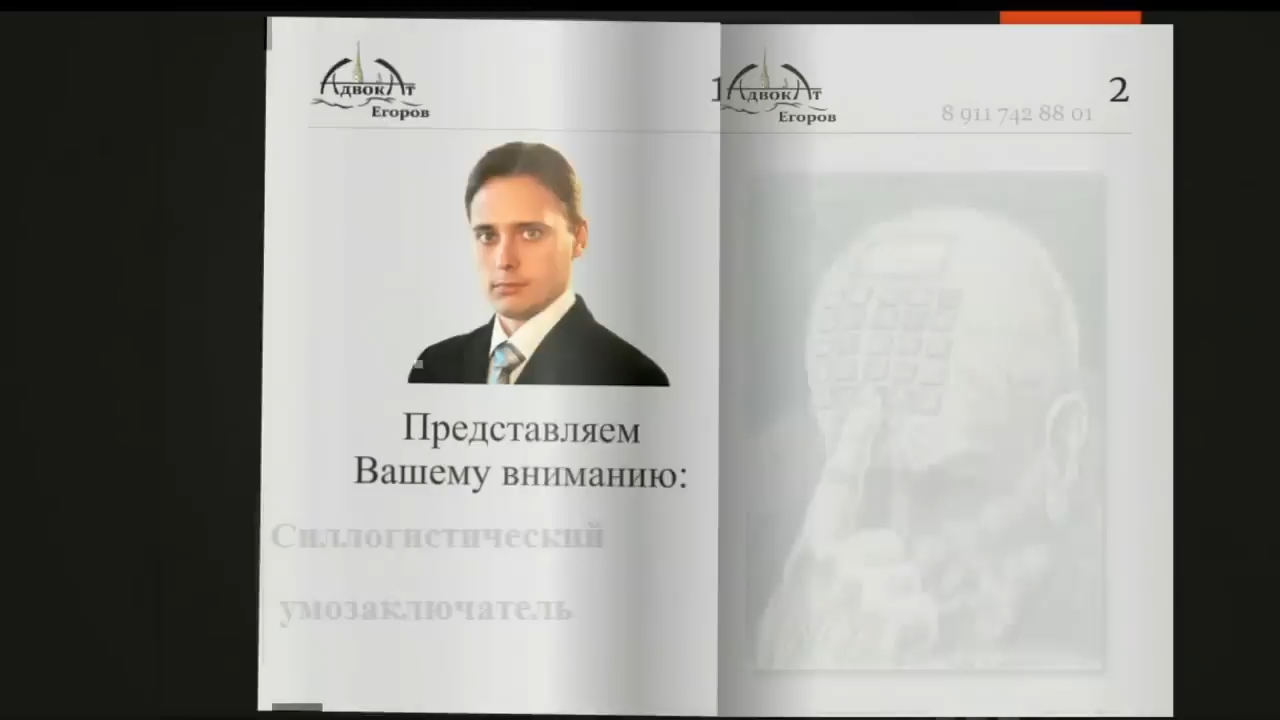 Адвокат
Егоров
1
Представляем
Вашему вниманию:
Силлогистический
умозаключатель
Адвокат
Егоров
8 911 742 88 01
2